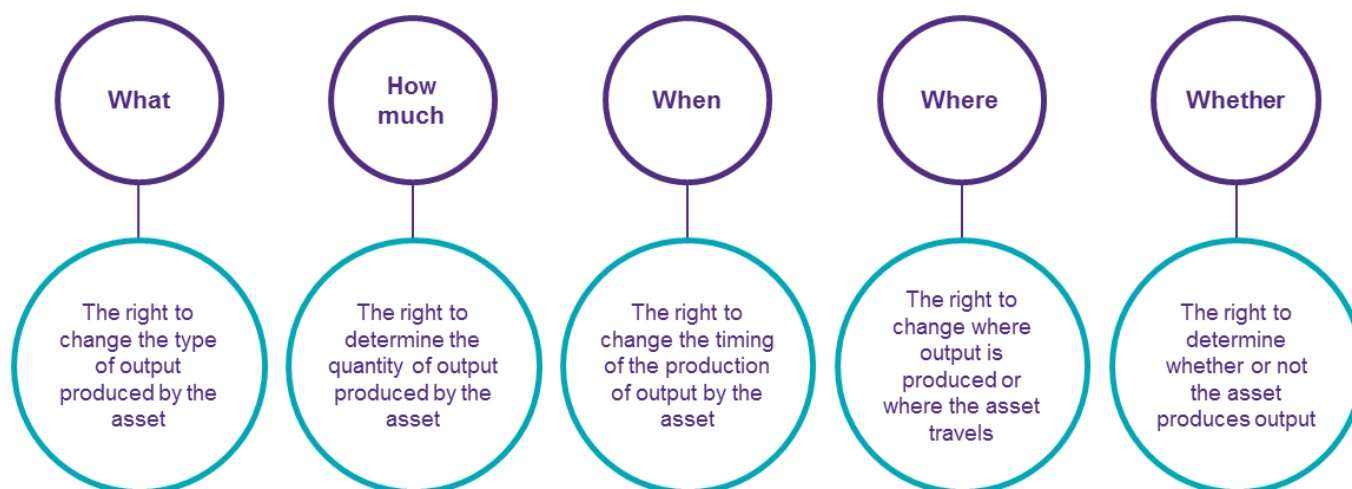 What
How
much
When
Where
Whether
The right to
change the type
of output
produced by the
asset
The right to
determine the
quantity of output
produced by the
asset
The right to
change the timing
of the production
of output by the
asset
The right to
change where
output is
produced or
where the asset
travels
The right to
determine
whether or not
the asset
produces output